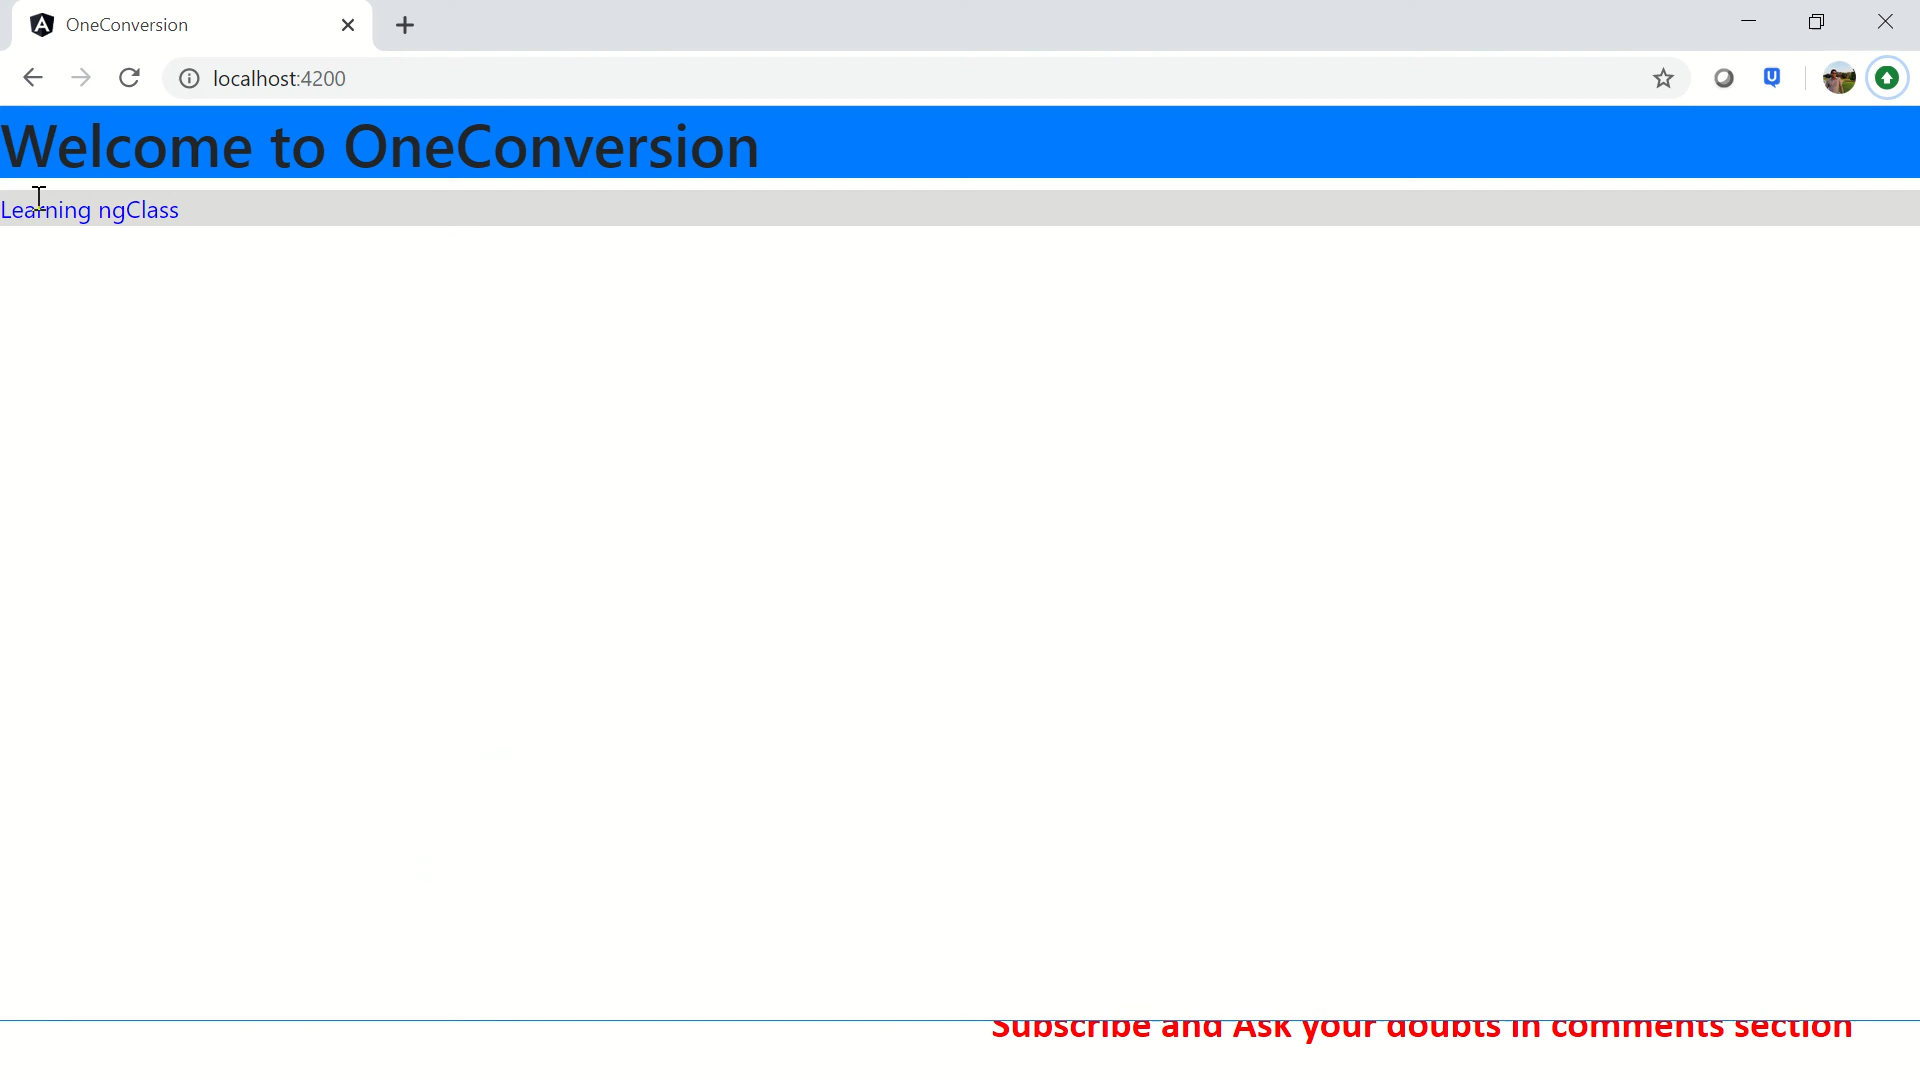 OneConversion
localhost:4200
Welcome to OneConversion
Learning ngClass
Subscribe and Ask your doubts in comments section